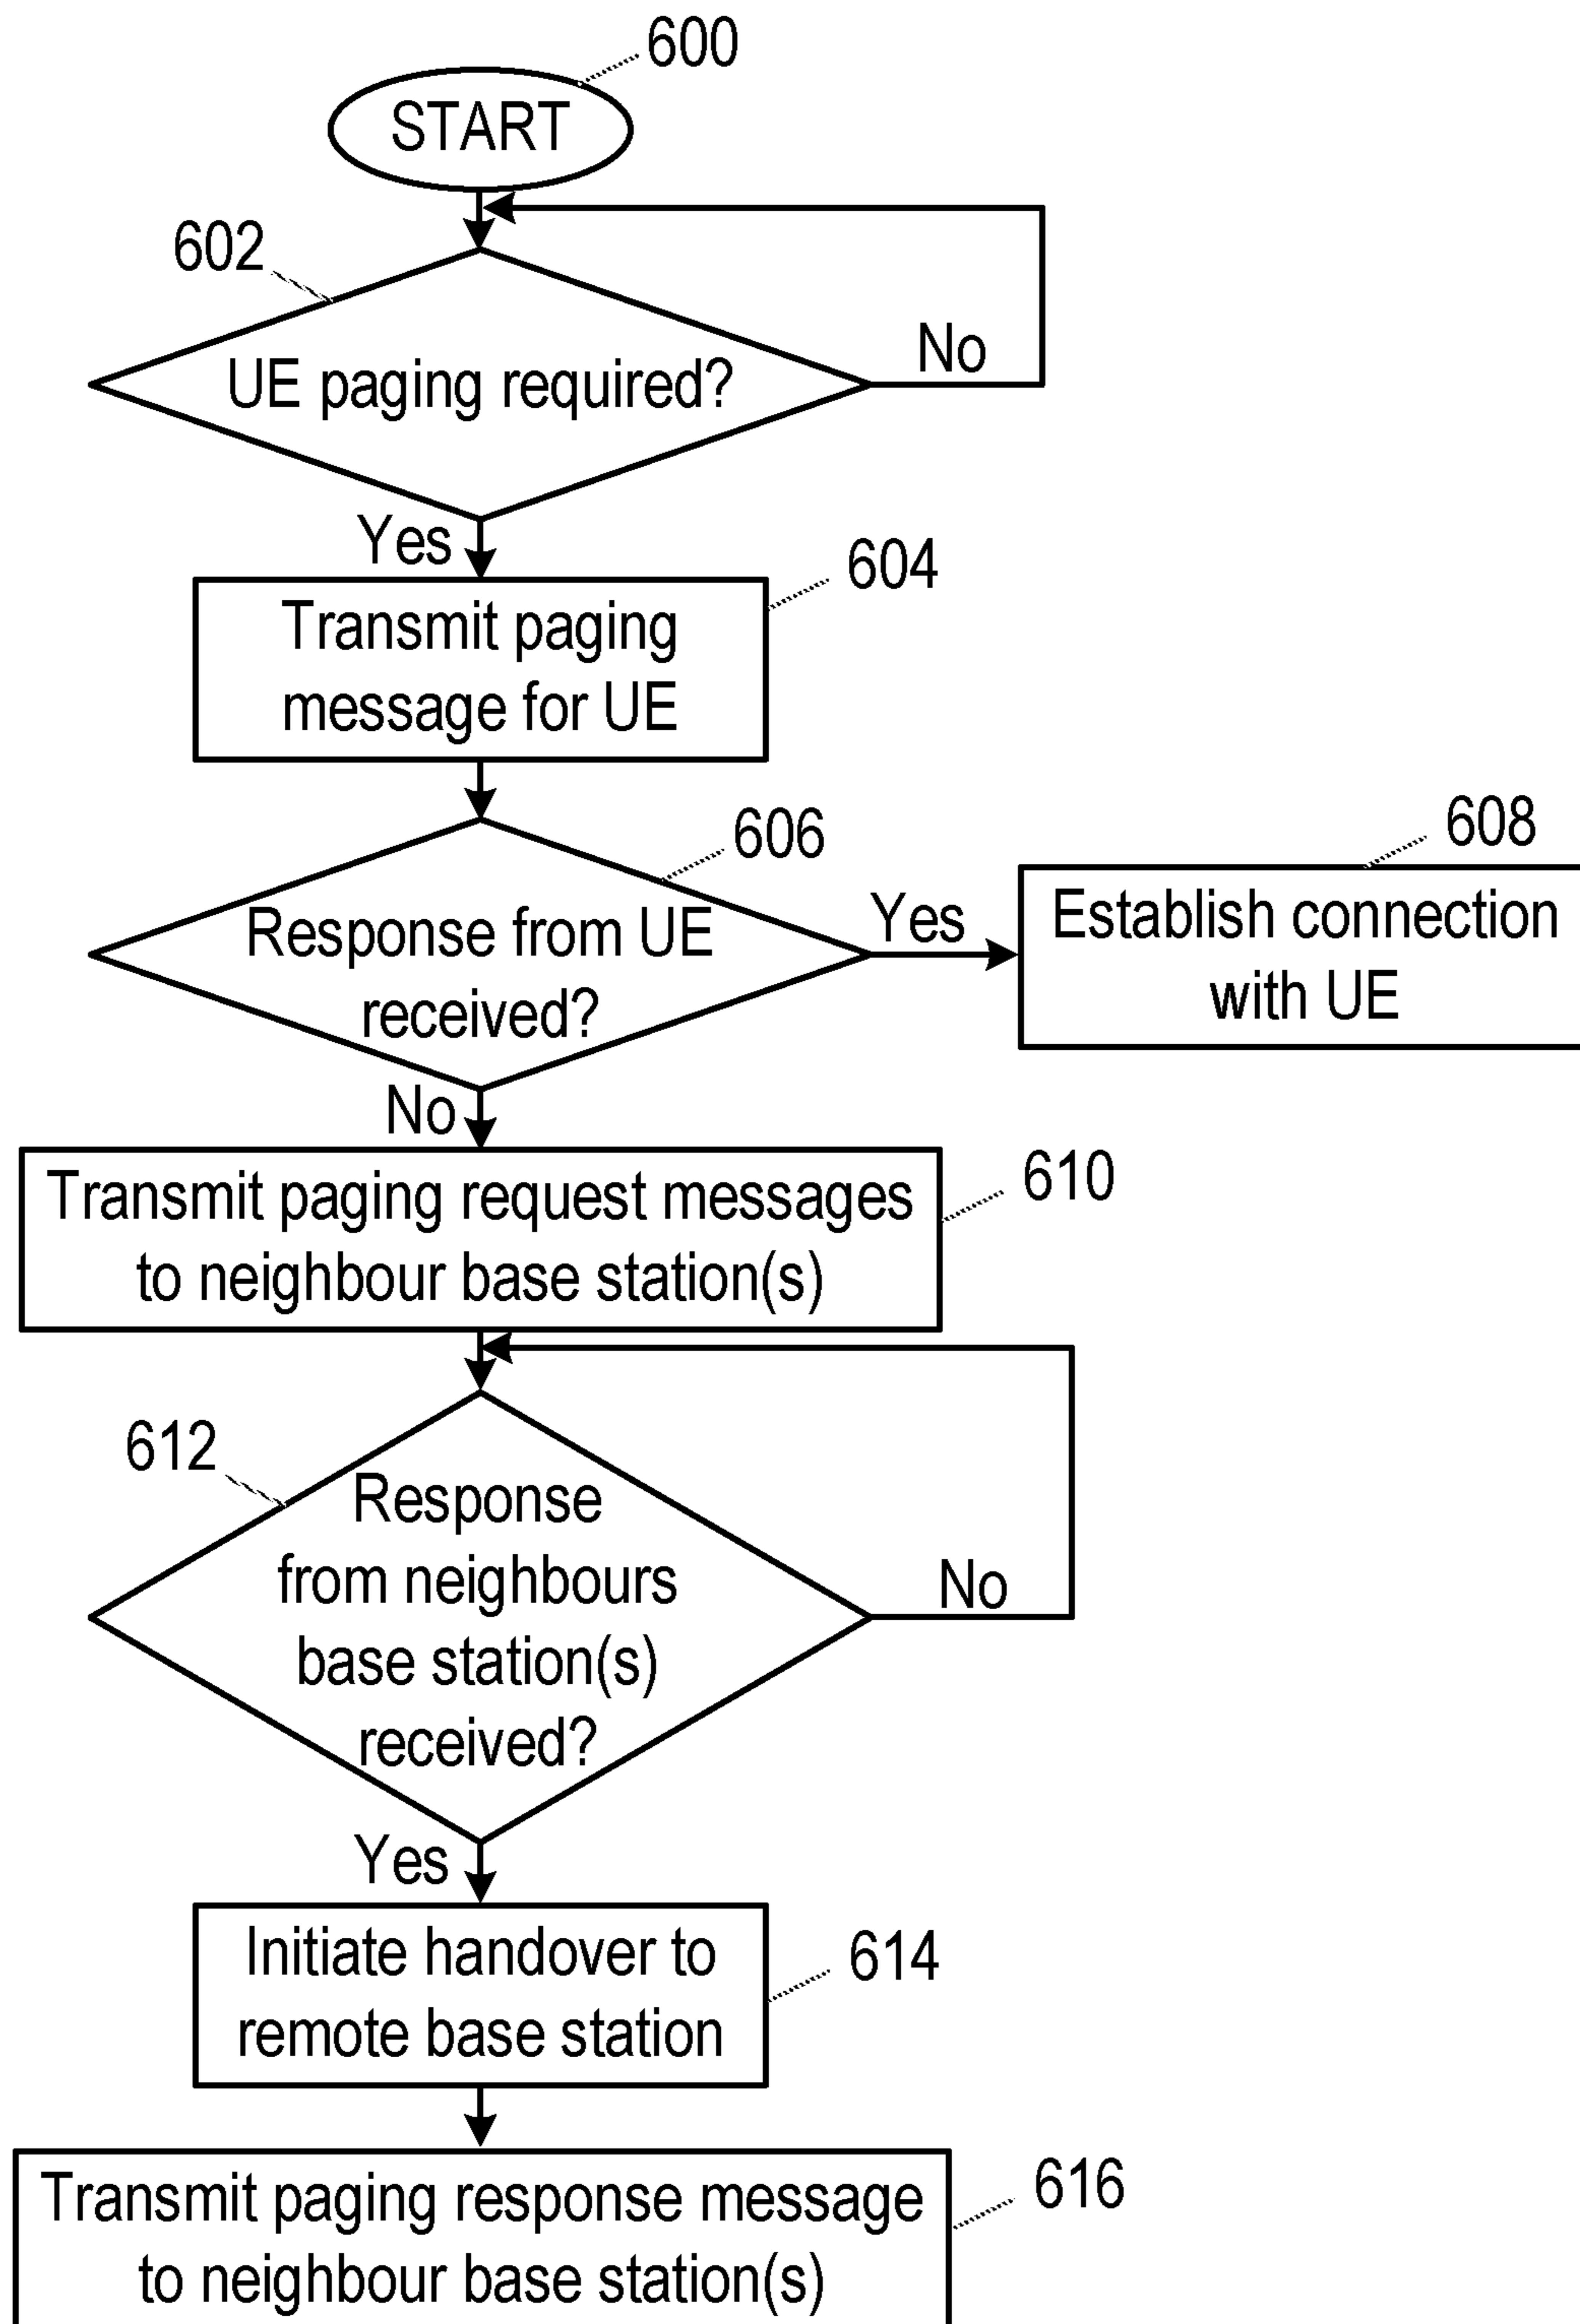 600
START
602
UE paging required?
No
Yes
604
Transmit paging
message for UE
606
608
Response from UE
received?
Yes
Establish connection
with UE
No
610
Transmit paging request messages
to neighbour base station(s)
612
Response
from neighbours
base station(s)
received?
No
Yes
614
Initiate handover to
remote base station
616
Transmit paging response message
to neighbour base station(s)